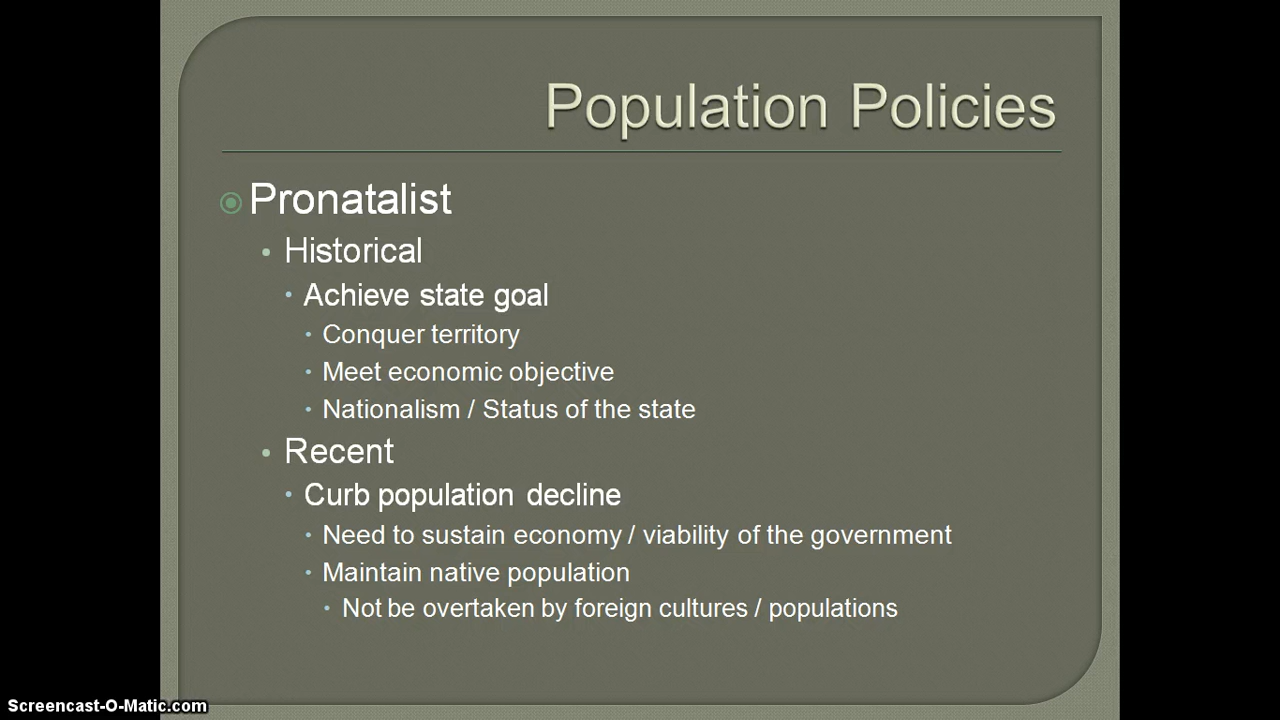 Population Policies
Pronatalist
Historical
Achieve state goal
Conquer territory
Meet economic objective
Nationalism / Status of the state
Recent
Curb population decline
Need to sustain economy / viability of the government
Maintain native population
Not be overtaken by foreign cultures / populations
Screencast-O-Matic.com